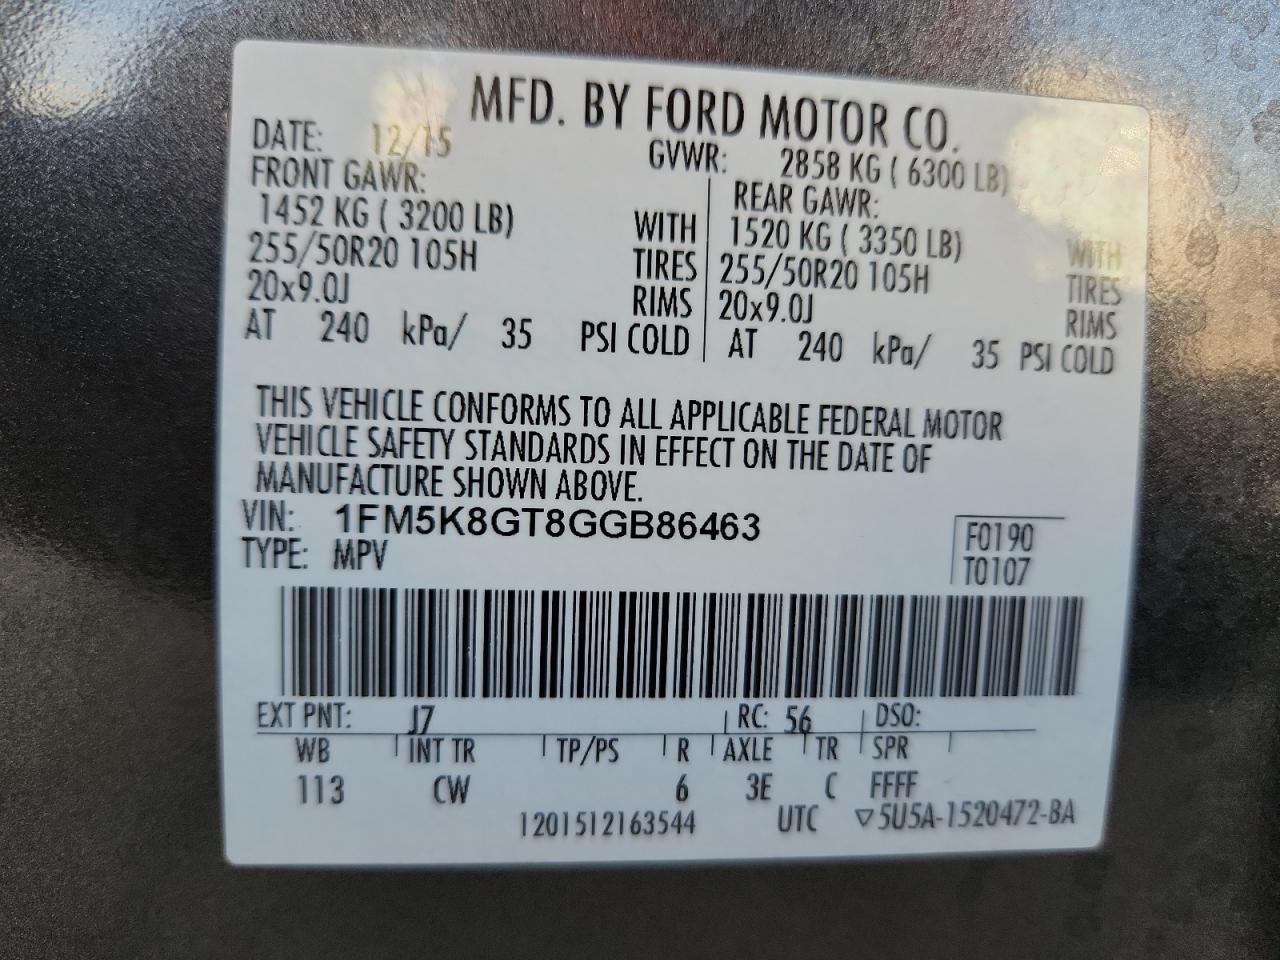 MFD. BY FORD MOTOR CO.
DATE: 12/15 GVWR: 2858 KG ( 6300 LB)
FRONT GAWR: REAR GAWR:
1452 KG ( 3200 LB) WITH 1520 KG ( 3350 LB) WITH
255/50R20 105H TIRES 255/50R20 105H TIRES
20x9.0J RIMS 20x9.0J RIMS
AT 240 kPa/ 35 PSI COLD AT 240 kPa/ 35 PSI COLD
THIS VEHICLE CONFORMS TO ALL APPLICABLE FEDERAL MOTOR
VEHICLE SAFETY STANDARDS IN EFFECT ON THE DATE OF
MANUFACTURE SHOWN ABOVE.
VIN: 1FM5K8GT8GGB86463 F0190
TYPE: MPV T0107
EXT PNT: J7 RC: 56 DSO:
WB INT TR TP/PS R AXLE TR SPR
113 CW 6 3E C FFFF
1201512163544 UTC ▽5U5A-1520472-BA